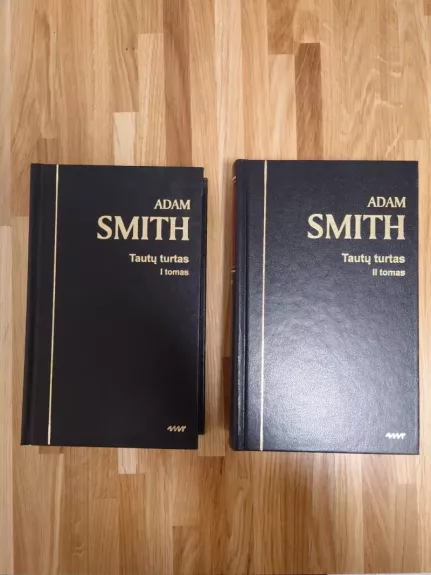 ADAM
SMITH
Tautų turtas
I tomas
ADAM
SMITH
Tautų turtas
II tomas